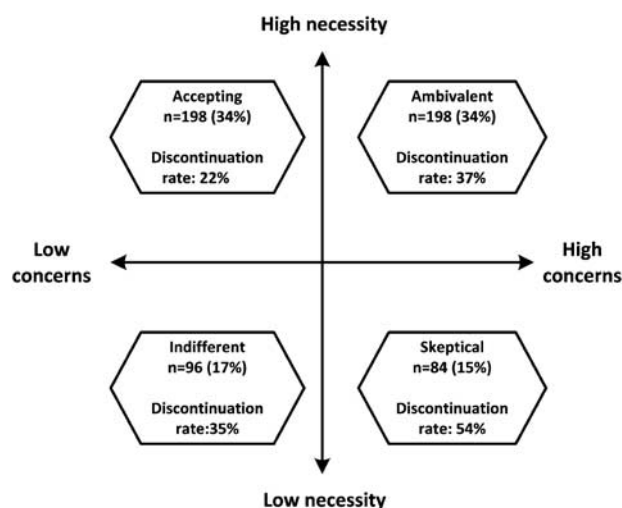 High necessity
Accepting
n=198 (34%)
Discontinuation
rate: 22%
Ambivalent
n=198 (34%)
Discontinuation
rate: 37%
Low
concerns
High
concerns
Indifferent
n=96 (17%)
Discontinuation
rate:35%
Skeptical
n=84 (15%)
Discontinuation
rate: 54%
Low necessity